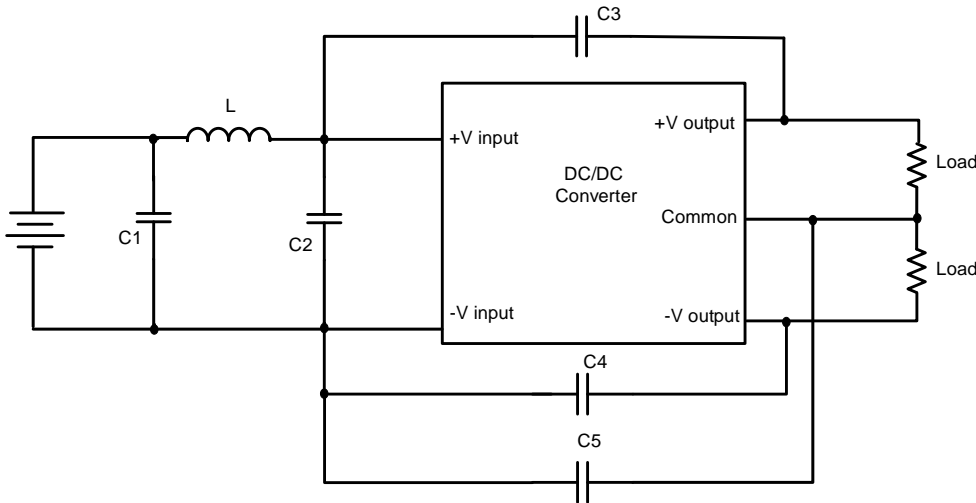 C3
L
+V input
+V output
DC/DC
Converter
Load
C1
C2
Common
Load
-V input
-V output
C4
C5